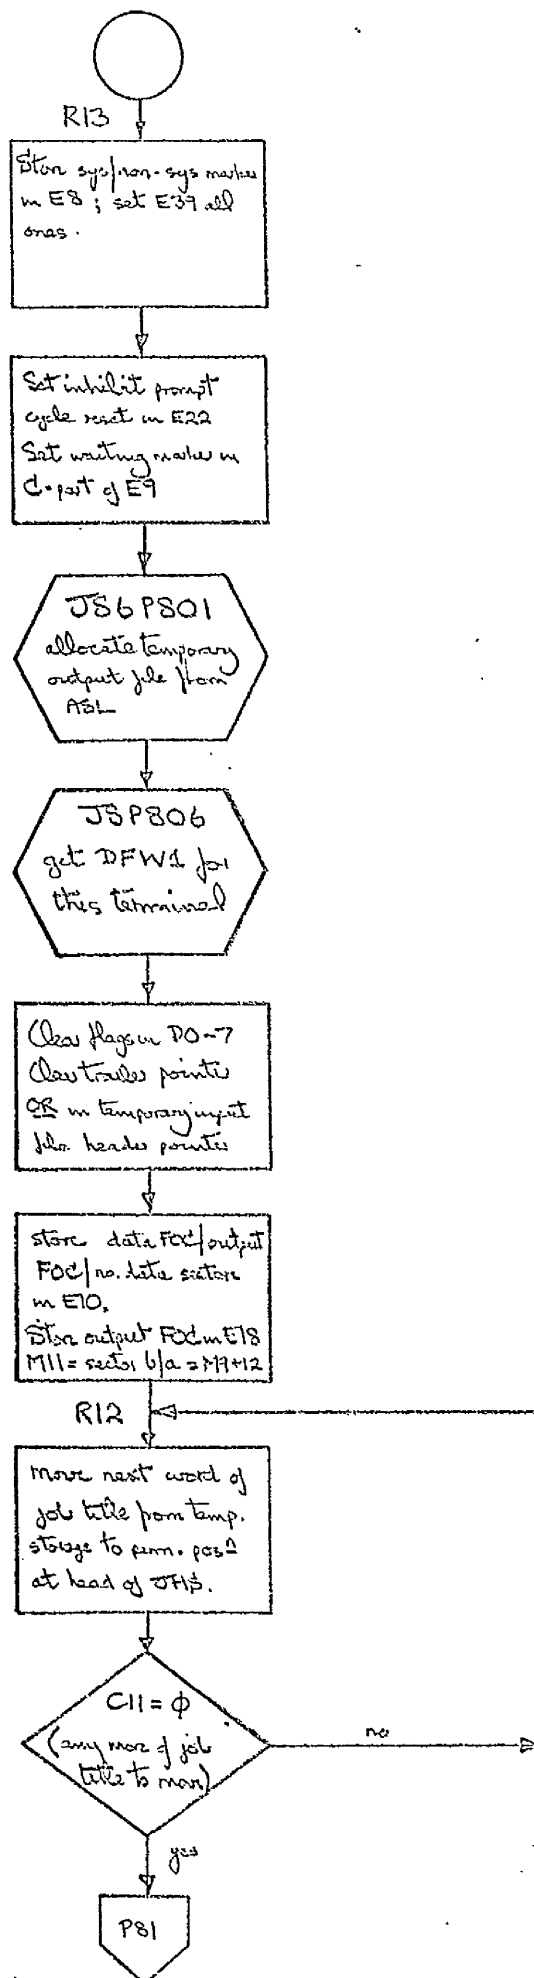 R13
Store sys/non-sys marker
in E8 ; set E39 all
ones.
Set inhibit prompt
cycle reset in E22
Set waiting marker in
C-part of E9
JS6P801
allocate temporary
output file from
ASL
JSP806
get DFW1 for
this terminal
Clear flags in D0-7
Clear trailer pointer
OR in temporary input
file header pointer
store data FOC/output
FOC/no. data sectors
in E10.
Store output FOC in E18
M11 = sector b/a = M9+12
R12
move next word of
job title from temp.
storage to perm. posn
at head of
C11 = φ
(any more of job
title to move)
no
yes
P81